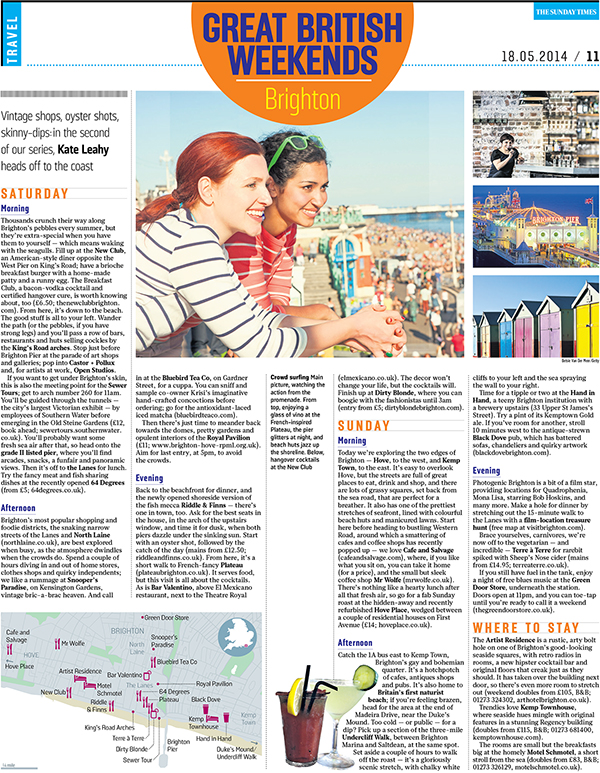 TRAVEL
THE SUNDAY TIMES
18.05.2014 / 11
GREAT BRITISH
WEEKENDS
Brighton
Vintage shops, oyster shots,
skinny-dips: in the second
of our series, Kate Leahy
heads off to the coast
SATURDAY
Morning
Thousands crunch their way along
Brighton's pebbles every summer, but
they're extra-special when you have
them to yourself — which means waking
with the seagulls. Fill up at the New Club,
an American-style diner opposite the
West Pier on King's Road; have a brioche
breakfast burger with a home-made
patty and a runny egg. The Breakfast
Club, a bacon-vodka cocktail and
certified hangover cure, is worth knowing
about, too (£6.50; thenewclubbrighton.
com). From here, it's down to the beach.
The good stuff is all to your left. Wander
the path (or the pebbles, if you have
strong legs) and you'll pass a row of bars,
restaurants and huts selling cockles by
the King's Road arches. Stop just before
Brighton Pier at the parade of art shops
and galleries; pop into Castor + Pollux
and, for artists at work, Open Studios.
If you want to get under Brighton's skin,
this is also the meeting point for the Sewer
Tours; get to arch number 260 for 11am.
You'll be guided through the tunnels —
the city's largest Victorian exhibit — by
employees of Southern Water before
emerging in the Old Steine Gardens (£12,
book ahead; sewertours.southernwater.
co.uk). You'll probably want some
fresh sea air after that, so head onto the
grade II listed pier, where you'll find
arcades, snacks, a funfair and panoramic
views. Then it's off to the Lanes for lunch.
Try the fancy meat and fish sharing
dishes at the recently opened 64 Degrees
(from £5; 64degrees.co.uk).
Afternoon
Brighton's most popular shopping and
foodie districts, the snaking narrow
streets of the Lanes and North Laine
(northlaine.co.uk), are best explored
when busy, as the atmosphere dwindles
when the crowds do. Spend a couple of
hours diving in and out of home stores,
clothes shops and quirky independents;
we like a rummage at Snooper's
Paradise, on Kensington Gardens,
vintage bric-a-brac heaven. And call
in at the Bluebird Tea Co, on Gardner
Street, for a cuppa. You can sniff and
sample co-owner Krisi's imaginative
hand-crafted concoctions before
ordering; go for the antioxidant-laced
iced matcha (bluebirdteaco.com).
Then there's just time to meander back
towards the domes, pretty gardens and
opulent interiors of the Royal Pavilion
(£11; www.brighton-hove-rpml.org.uk).
Aim for last entry, at 5pm, to avoid
the crowds.
Evening
Back to the beachfront for dinner, and
the newly opened shoreside version of
the fish mecca Riddle & Finns — there's
one in town, too. Ask for the best seats in
the house, in the arch of the upstairs
window, and time it for dusk, when both
piers dazzle under the sinking sun. Start
with an oyster shot, followed by the
catch of the day (mains from £12.50;
riddleandfinns.co.uk). From here, it's a
short walk to French-fancy Plateau
(plateaubrighton.co.uk). It serves food,
but this visit is all about the cocktails.
As is Bar Valentino, above El Mexicano
restaurant, next to the Theatre Royal
Crowd surfing Main
picture, watching the
action from the
promenade. From
top, enjoying a
glass of vino at the
French-inspired
Plateau, the pier
glitters at night, and
beach huts jazz up
the shoreline. Below,
hangover cocktails
at the New Club
(elmexicano.co.uk). The decor won't
change your life, but the cocktails will.
Finish up at Dirty Blonde, where you can
boogie with the fashionistas until 3am
(entry from £5; dirtyblondebrighton.com).
SUNDAY
Morning
Today we're exploring the two edges of
Brighton — Hove, to the west, and Kemp
Town, to the east. It's easy to overlook
Hove, but the streets are full of great
places to eat, drink and shop, and there
are lots of grassy squares, set back from
the sea road, that are perfect for a
breather. It also has one of the prettiest
stretches of seafront, lined with colourful
beach huts and manicured lawns. Start
here before heading to bustling Western
Road, around which a smattering of
cafes and coffee shops has recently
popped up — we love Cafe and Salvage
(cafeandsalvage.com), where, if you like
what you sit on, you can take it home
(for a price), and the small but sleek
coffee shop Mr Wolfe (mrwolfe.co.uk).
There's nothing like a hearty lunch after
all that fresh air, so go for a fab Sunday
roast at the hidden-away and recently
refurbished Hove Place, wedged between
a couple of residential houses on First
Avenue (£14; hoveplace.co.uk).
Afternoon
Catch the 1A bus east to Kemp Town,
Brighton's gay and bohemian
quarter. It's a hotchpotch
of cafes, antiques shops
and pubs. It's also home to
Britain's first naturist
beach; if you're feeling brazen,
head for the area at the end of
Madeira Drive, near the Duke's
Mound. Too cold — or public — for a
dip? Pick up a section of the three-mile
Undercliff Walk, between Brighton
Marina and Saltdean, at the same spot.
Set aside a couple of hours to walk
off the roast — it's a gloriously
scenic stretch, with chalky white
Debbie Van Der Meer; Getty
cliffs to your left and the sea spraying
the wall to your right.
Time for a tipple or two at the Hand in
Hand, a teeny Brighton institution with
a brewery upstairs (33 Upper St James's
Street). Try a pint of its Kemptown Gold
ale. If you've room for another, stroll
10 minutes west to the antique-strewn
Black Dove pub, which has battered
sofas, chandeliers and quirky artwork
(blackdovebrighton.com).
Evening
Photogenic Brighton is a bit of a film star,
providing locations for Quadrophenia,
Mona Lisa, starring Bob Hoskins, and
many more. Make a hole for dinner by
stretching out the 15-minute walk to
the Lanes with a film-location treasure
hunt (free map at visitbrighton.com).
Brace yourselves, carnivores, we're
now off to the vegetarian — and
incredible — Terre à Terre for rarebit
spiked with Sheep's Nose cider (mains
from £14.95; terreaterre.co.uk).
If you still have fuel in the tank, enjoy
a night of free blues music at the Green
Door Store, underneath the station.
Doors open at 11pm, and you can toe-tap
until you're ready to call it a weekend
(thegreendoorstore.co.uk).
WHERE TO STAY
The Artist Residence is a rustic, arty bolt
hole on one of Brighton's good-looking
seaside squares, with retro radios in
rooms, a new hipster cocktail bar and
original floors that creak just as they
should. It has taken over the building next
door, so there's even more room to stretch
out (weekend doubles from £105, B&B;
01273 324302, arthotelbrighton.co.uk).
Trendies love Kemp Townhouse,
where seaside hues mingle with original
features in a stunning Regency building
(doubles from £115, B&B; 01273 681400,
kemptownhouse.com).
The rooms are small but the breakfasts
big at the homely Motel Schmotel, a short
stroll from the sea (doubles from £83, B&B;
01273 326129, motelschmotel.co.uk).
BRIGHTON PIER
Green Door Store
BRIGHTON
Cafe and
Salvage
Mr Wolfe
North
Laine
Snooper's
Paradise
HOVE
Bluebird Tea Co
Hove Place
Artist Residence
Bar Valentino
Royal Pavilion
Motel
Schmotel
The Lanes
64
Degrees
Plateau
Black Dove
New Club
Riddle
& Finns
Kemp
Townhouse
Kemp
Town
King's Road Arches
Terre à Terre
Hand in Hand
Dirty Blonde
Brighton
Pier
Duke's Mound/
Undercliff Walk
Sewer Tour